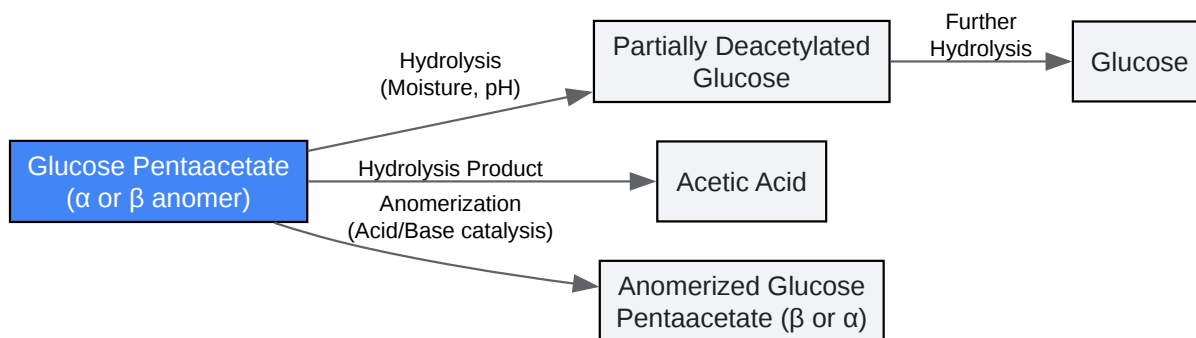 Glucose Pentaacetate
(α or β anomer)
Hydrolysis
(Moisture, pH)
Partially Deacetylated
Glucose
Further
Hydrolysis
Glucose
Hydrolysis Product
Acetic Acid
Anomerization
(Acid/Base catalysis)
Anomerized Glucose
Pentaacetate (β or α)